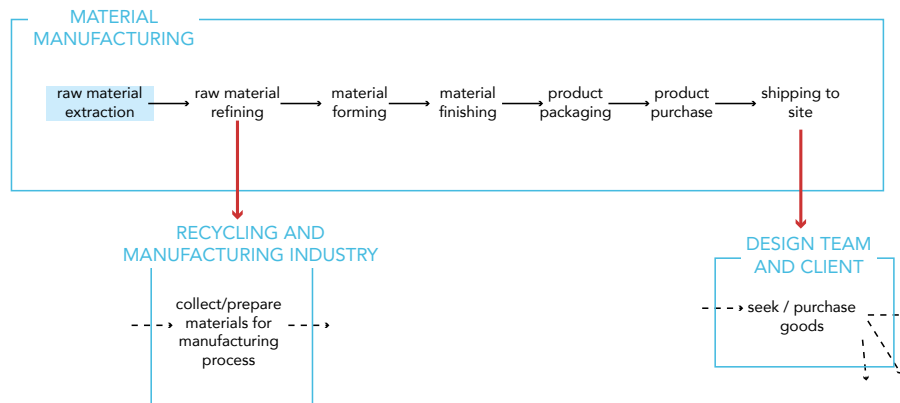 MATERIAL
MANUFACTURING
raw material
extraction
raw material
refining
material
forming
material
finishing
product
packaging
product
purchase
shipping to
site
RECYCLING AND
MANUFACTURING INDUSTRY
collect/prepare
materials for
manufacturing
process
DESIGN TEAM
AND CLIENT
seek / purchase
goods